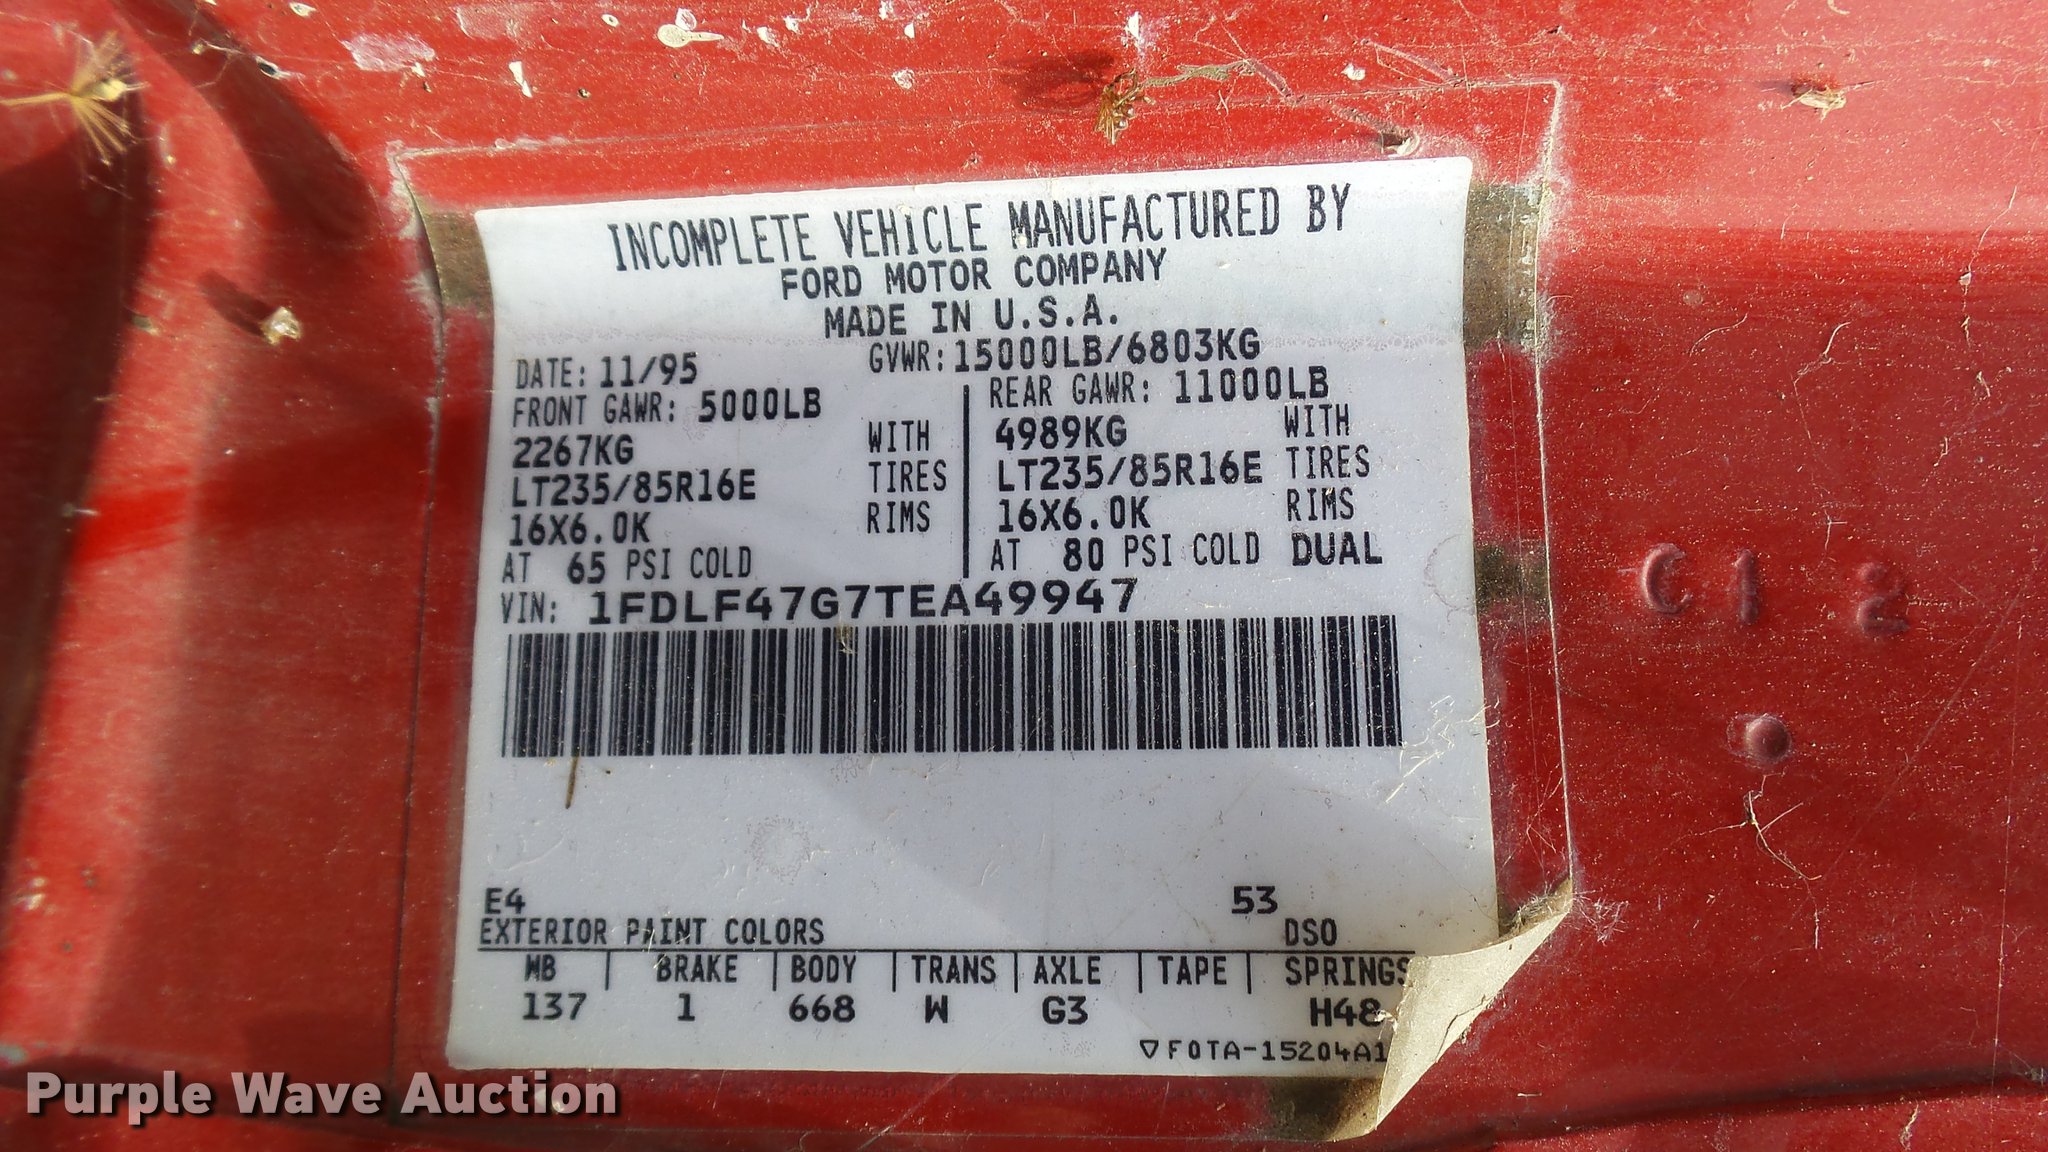 INCOMPLETE VEHICLE MANUFACTURED BY
FORD MOTOR COMPANY
MADE IN U.S.A.
DATE: 11/95 GVWR: 15000LB/6803KG
FRONT GAWR: 5000LB REAR GAWR: 11000LB
2267KG WITH 4989KG WITH
LT235/85R16E TIRES LT235/85R16E TIRES
16X6.0K RIMS 16X6.0K RIMS
AT 65 PSI COLD AT 80 PSI COLD DUAL
VIN: 1FDLF47G7TEA49947
E4 53
EXTERIOR PAINT COLORS DSO
WB | BRAKE | BODY | TRANS | AXLE | TAPE | SPRINGS
137 1 668 W G3 H48
▽F0TA-15204A1
C1 2
Purple Wave Auction